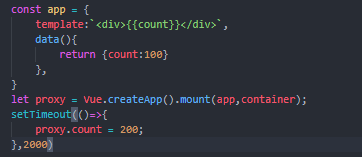 const app = {
template:`<div>{{count}}</div>`,
data(){
return {count:100}
},
}
let proxy = Vue.createApp().mount(app,container);
setTimeout(()=>{
proxy.count = 200;
},2000)